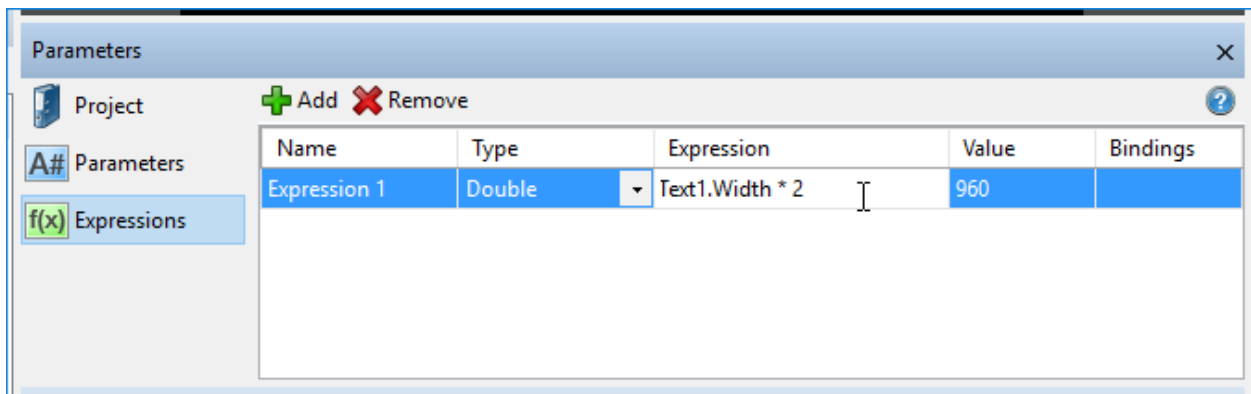 Parameters
Project
Add Remove
Name Type Expression Value Bindings
A# Parameters
Expression 1 Double Text1.Width * 2 960
f(x) Expressions